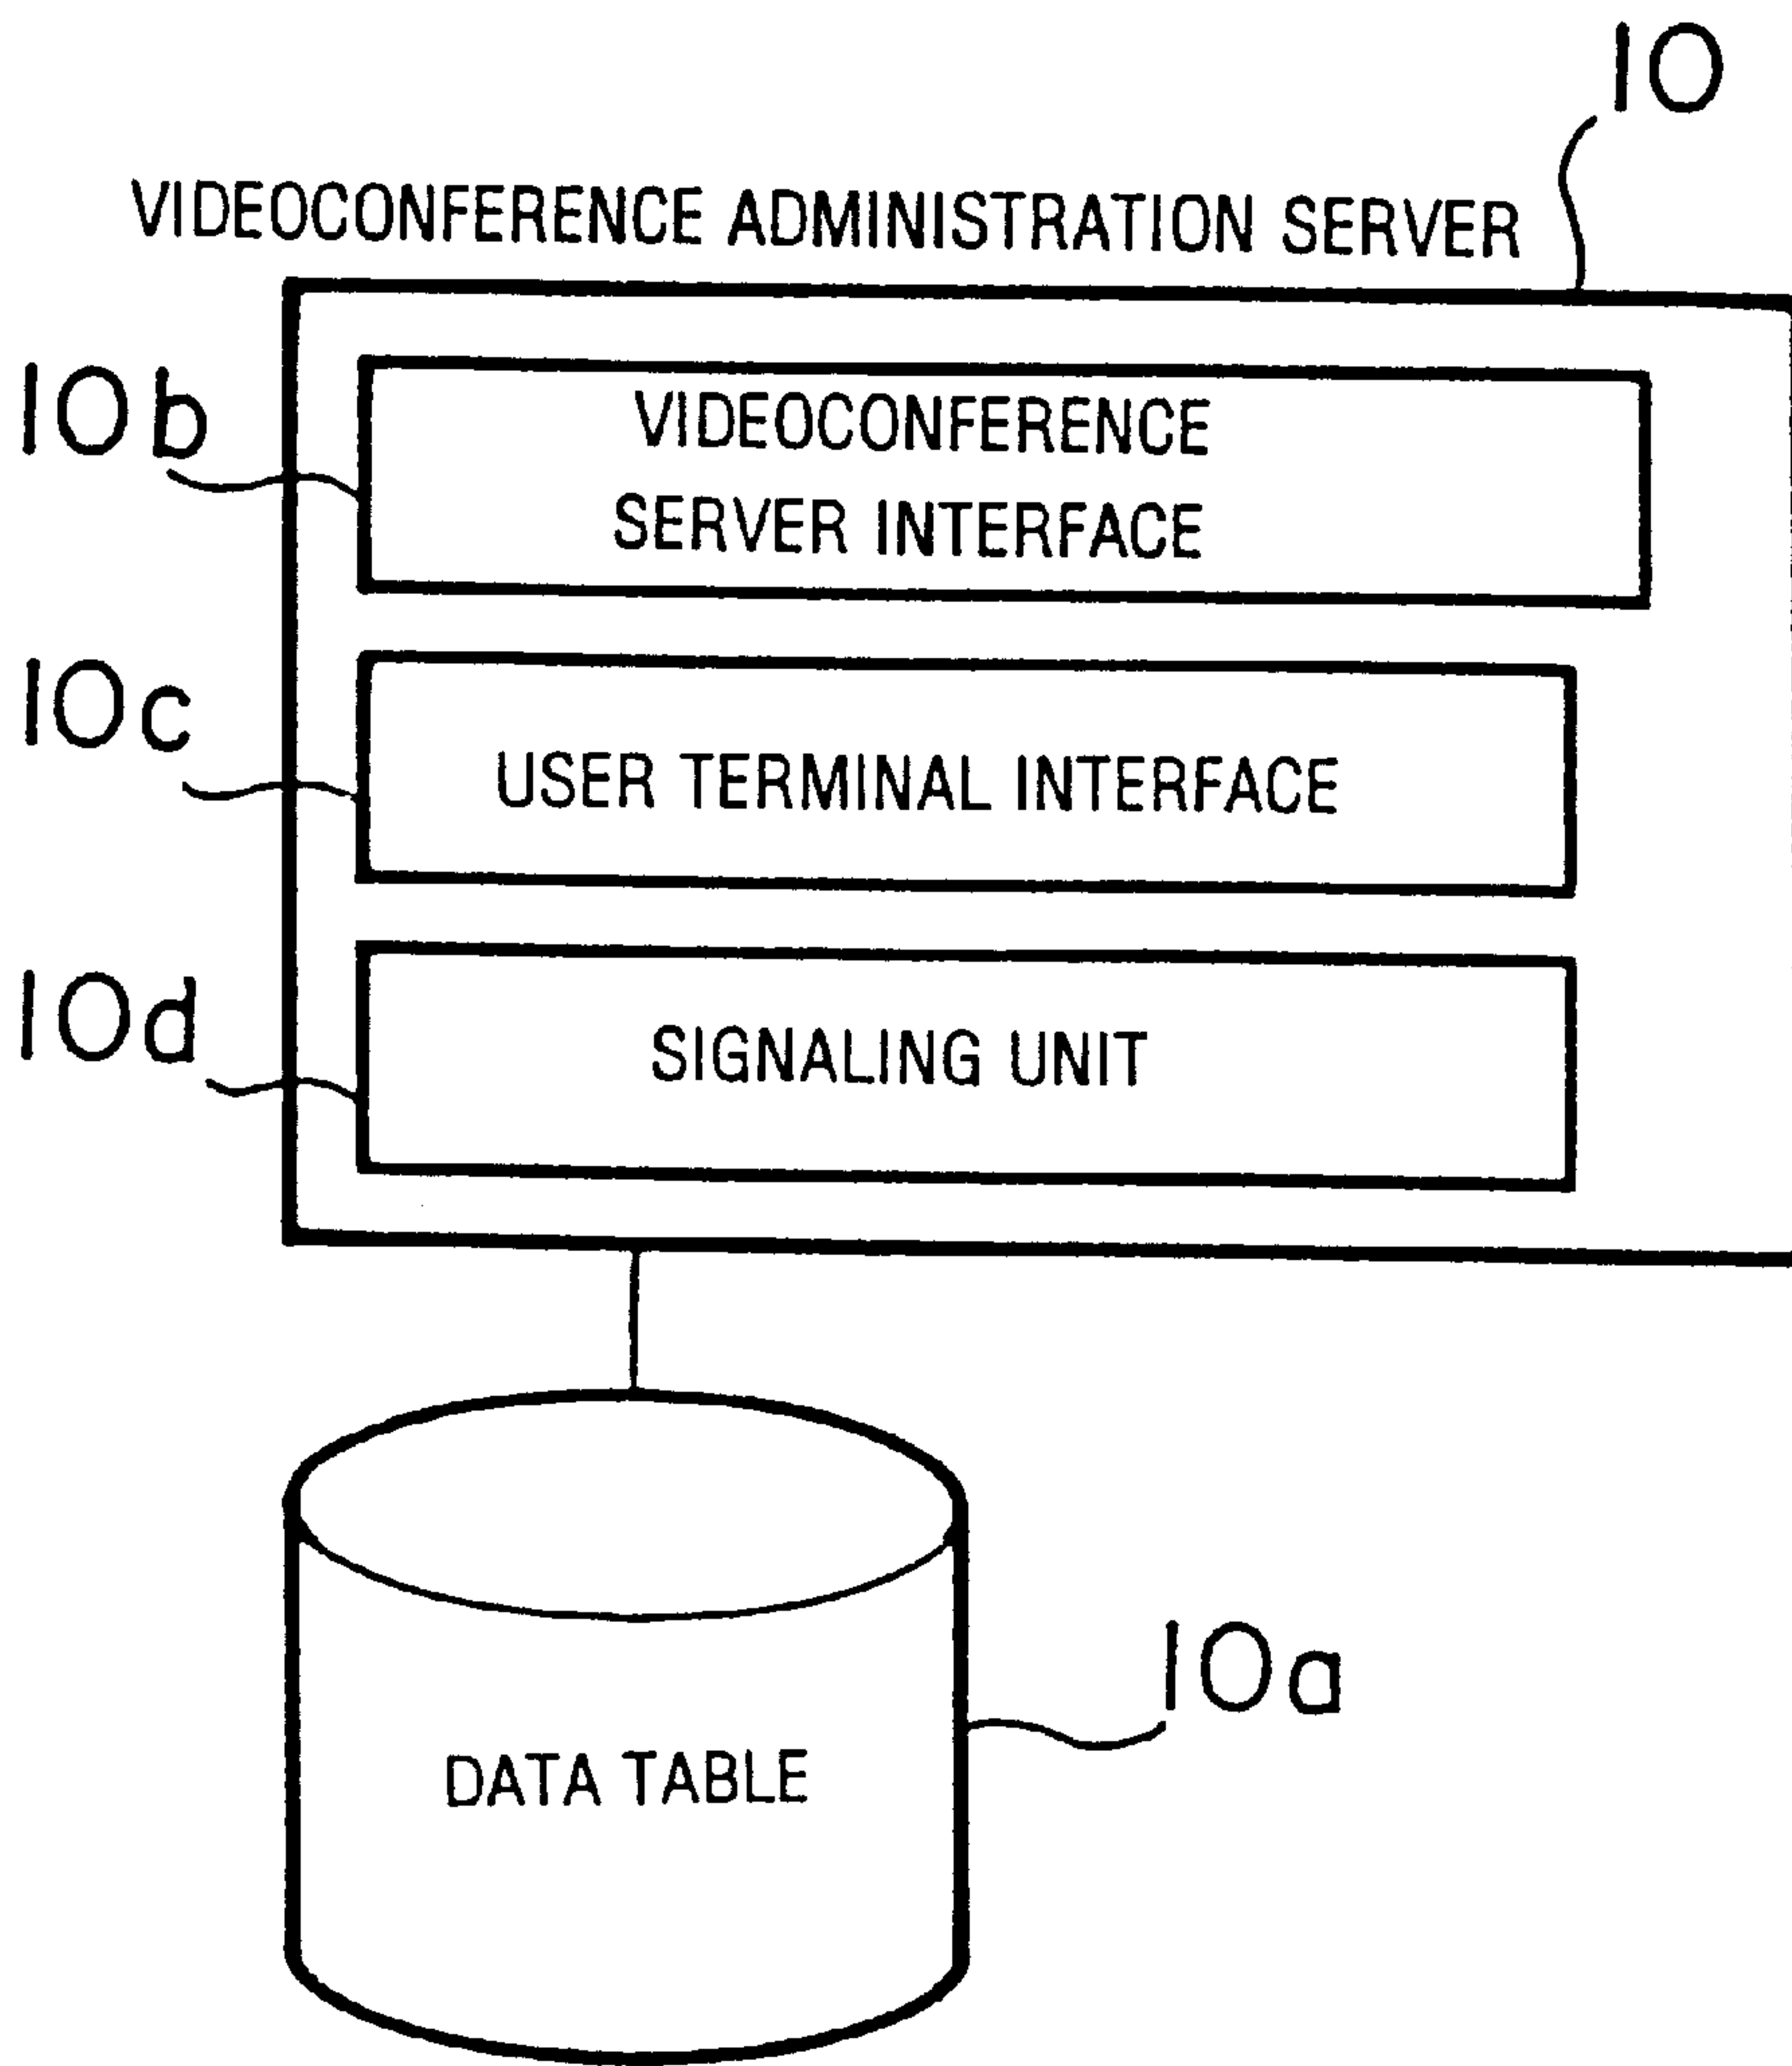 10
VIDEOCONFERENCE ADMINISTRATION SERVER
10b
VIDEOCONFERENCE
SERVER INTERFACE
10c
USER TERMINAL INTERFACE
10d
SIGNALING UNIT
10a
DATA TABLE